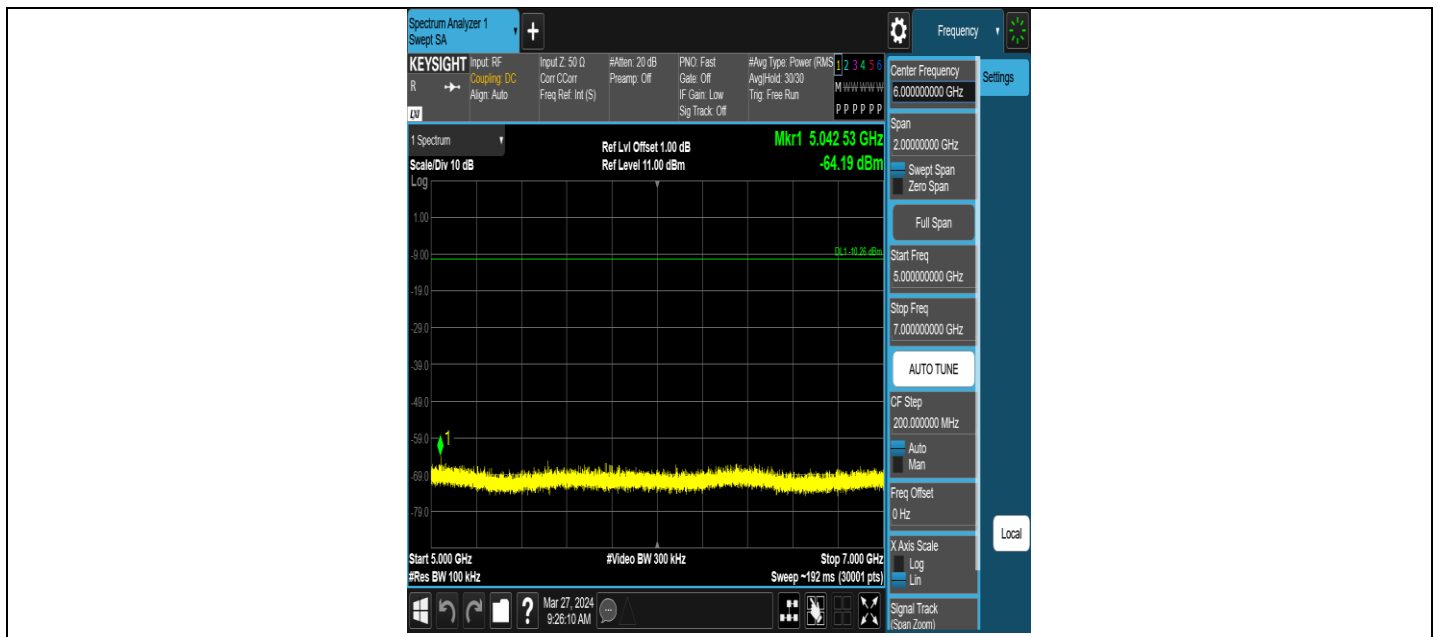 Spectrum Analyzer 1
Swept SA
+
Frequency
KEYSIGHT
R
LXI
Input: RF
Coupling: DC
Align: Auto
Input Z: 50 Ω
Corr CCorr
Freq Ref: Int (S)
#Atten: 20 dB
Preamp: Off
PNO: Fast
Gate: Off
IF Gain: Low
Sig Track: Off
#Avg Type: Power (RMS
Avg|Hold: 30/30
Trig: Free Run
1 2 3 4 5 6
M W W W W W
P P P P P P
1 Spectrum
Scale/Div 10 dB
Log
Ref Lvl Offset 1.00 dB
Ref Level 11.00 dBm
Mkr1 5.042 53 GHz
-64.19 dBm
1.00
-9.00
DL1 -10.26 dBm
-19.0
-29.0
-39.0
-49.0
-59.0
1
-69.0
-79.0
Start 5.000 GHz
#Res BW 100 kHz
#Video BW 300 kHz
Stop 7.000 GHz
Sweep ~192 ms (30001 pts)
Center Frequency
6.000000000 GHz
Settings
Span
2.00000000 GHz
Swept Span
Zero Span
Full Span
Start Freq
5.000000000 GHz
Stop Freq
7.000000000 GHz
AUTO TUNE
CF Step
200.000000 MHz
Auto
Man
Freq Offset
0 Hz
X Axis Scale
Log
Lin
Signal Track
(Span Zoom)
Local
?
Mar 27, 2024
9:26:10 AM